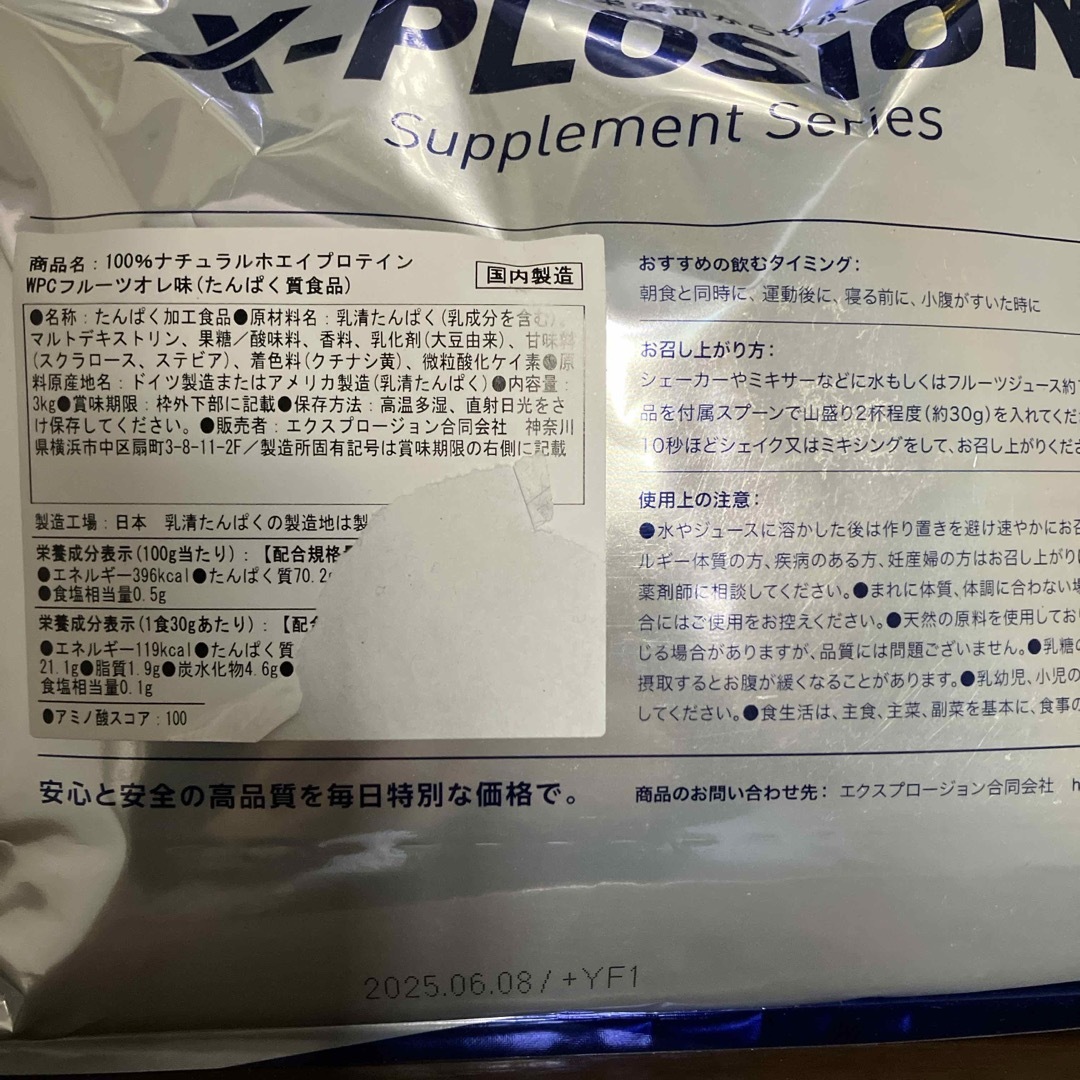 X-PLOSION
Supplement Series
商品名：100%ナチュラルホエイプロテイン
WPCフルーツオレ味(たんぱく質食品)
国内製造
●名称：たんぱく加工食品●原材料名：乳清たんぱく(乳成分を含む)、
マルトデキストリン、果糖／酸味料、香料、乳化剤(大豆由来)、甘味料
(スクラロース、ステビア)、着色料(クチナシ黄)、微粒酸化ケイ素●原
料原産地名：ドイツ製造またはアメリカ製造(乳清たんぱく)●内容量：
3kg●賞味期限：枠外下部に記載●保存方法：高温多湿、直射日光をさ
け保存してください。●販売者：エクスプロージョン合同会社 神奈川
県横浜市中区扇町3-8-11-2F／製造所固有記号は賞味期限の右側に記載
製造工場：日本 乳清たんぱくの製造地は製
栄養成分表示(100g当たり)：【配合規格
●エネルギー396kcal●たんぱく質70.2g
●食塩相当量0.5g
栄養成分表示(1食30gあたり)：【配
●エネルギー119kcal●たんぱく質
21.1g●脂質1.9g●炭水化物4.6g●
食塩相当量0.1g
●アミノ酸スコア：100
おすすめの飲むタイミング：
朝食と同時に、運動後に、寝る前に、小腹がすいた時に
お召し上がり方：
シェーカーやミキサーなどに水もしくはフルーツジュース約
品を付属スプーンで山盛り2杯程度(約30g)を入れてくだ
10秒ほどシェイク又はミキシングをして、お召し上がりくだ
使用上の注意：
●水やジュースに溶かした後は作り置きを避け速やかにお召
ルギー体質の方、疾病のある方、妊産婦の方はお召し上がり
薬剤師に相談してください。●まれに体質、体調に合わない場
合にはご使用をお控えください。●天然の原料を使用してお
じる場合がありますが、品質には問題ございません。●乳糖の
摂取するとお腹が緩くなることがあります。●乳幼児、小児の
してください。●食生活は、主食、主菜、副菜を基本に、食事の
安心と安全の高品質を毎日特別な価格で。
商品のお問い合わせ先： エクスプロージョン合同会社 h
2025.06.08/+YF1